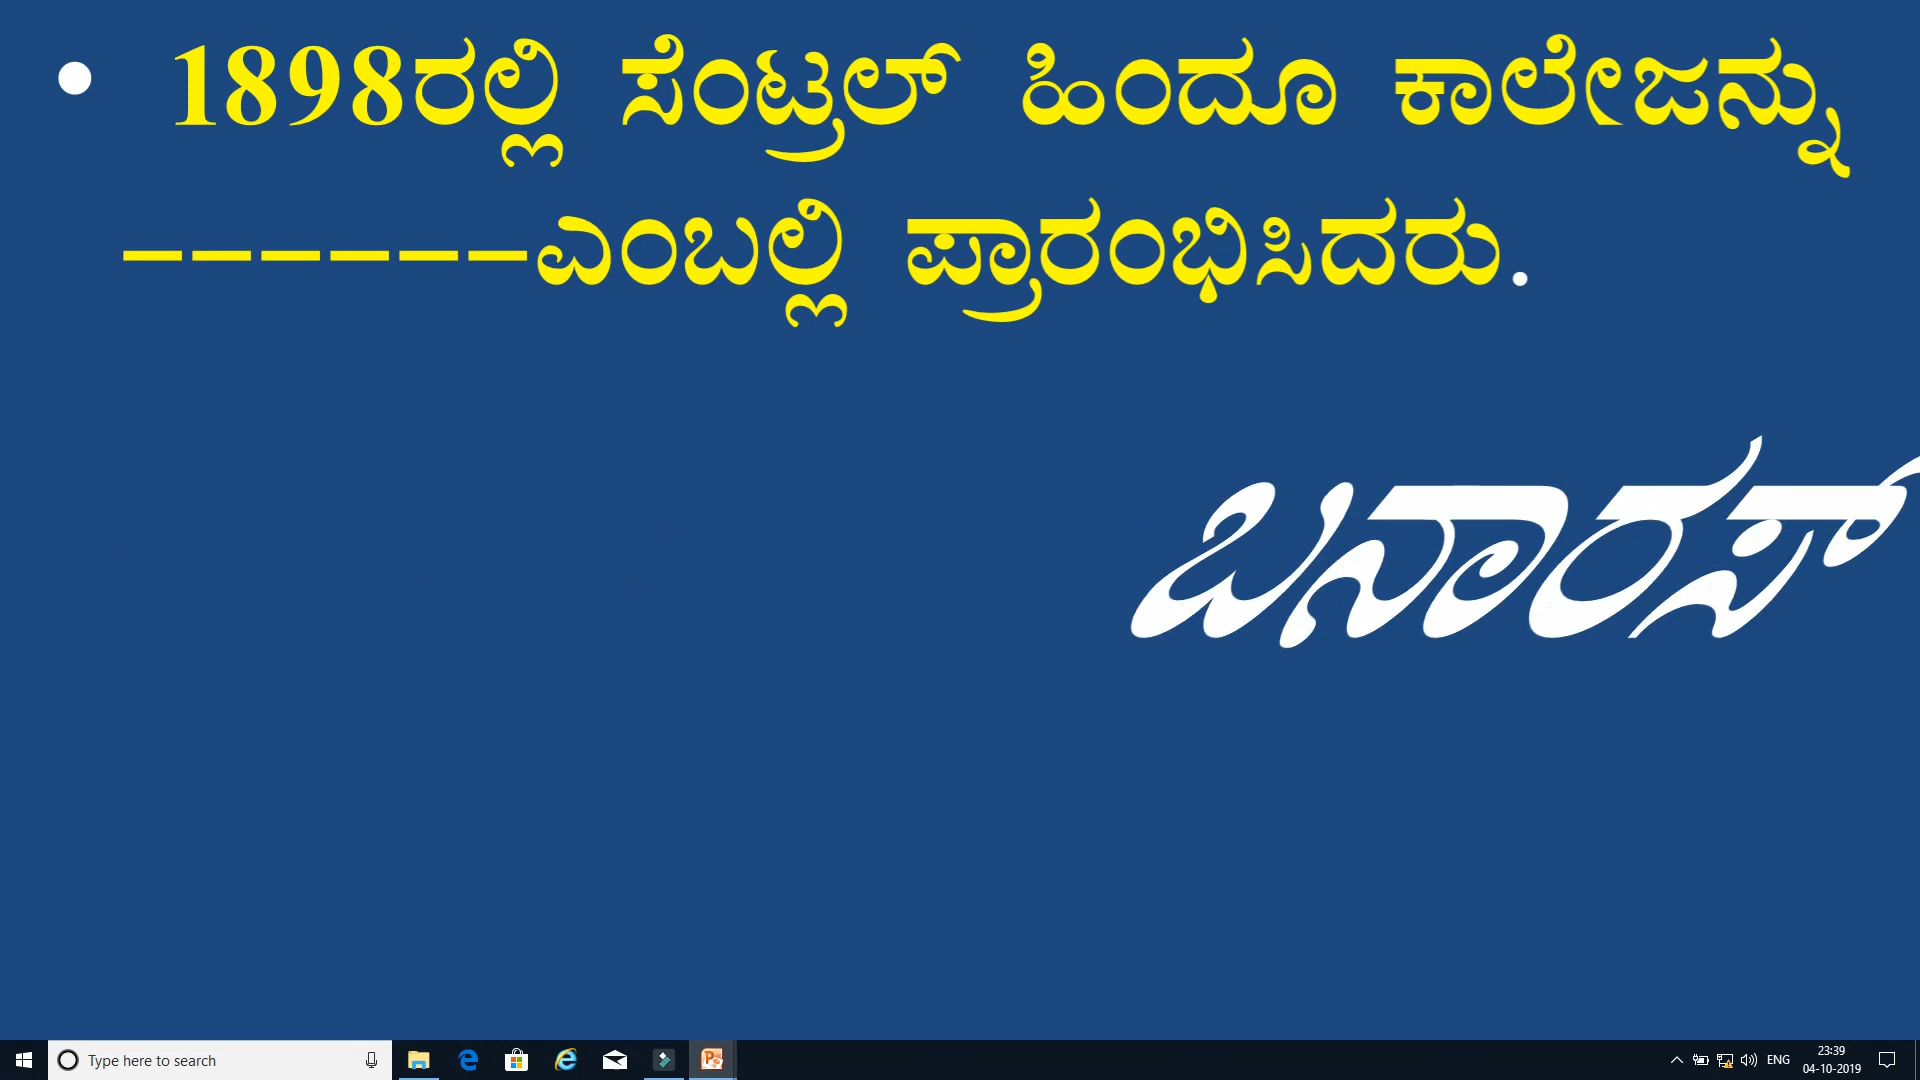 • 1898ರಲ್ಲಿ ಸೆಂಟ್ರಲ್ ಹಿಂದೂ ಕಾಲೇಜನ್ನು
------ಎಂಬಲ್ಲಿ ಪ್ರಾರಂಭಿಸಿದರು.
ಬನಾರಸ್
Type here to search
ENG
23:39
04-10-2019